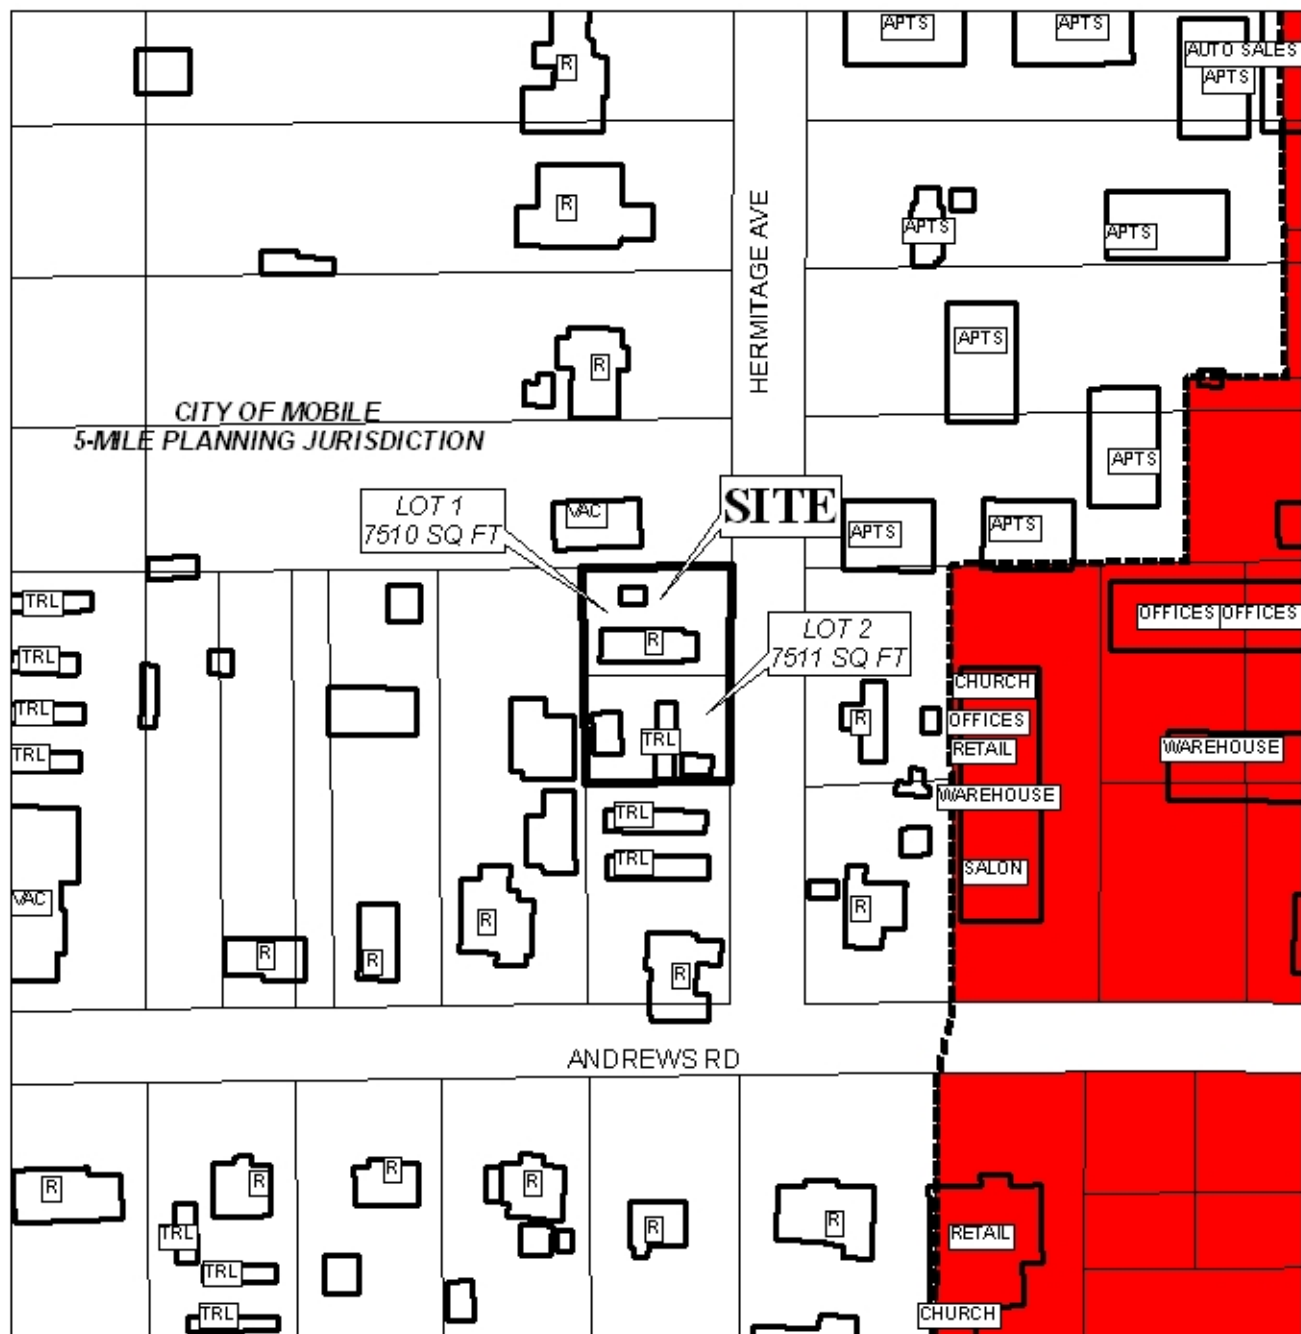 APTS
APTS
AUTO SALES
R
APTS
HERMITAGE AVE
R
APTS
APTS
APTS
R
CITY OF MOBILE
5-MILE PLANNING JURISDICTION
APTS
LOT 1
7510 SQ FT
VAC
SITE
APTS
APTS
TRL
OFFICES
OFFICES
R
LOT 2
7511 SQ FT
TRL
CHURCH
TRL
R
OFFICES
TRL
TRL
RETAIL
WAREHOUSE
WAREHOUSE
TRL
TRL
SALON
VAC
R
R
R
R
R
R
ANDREWS RD
R
R
R
R
R
R
TRL
RETAIL
TRL
TRL
CHURCH